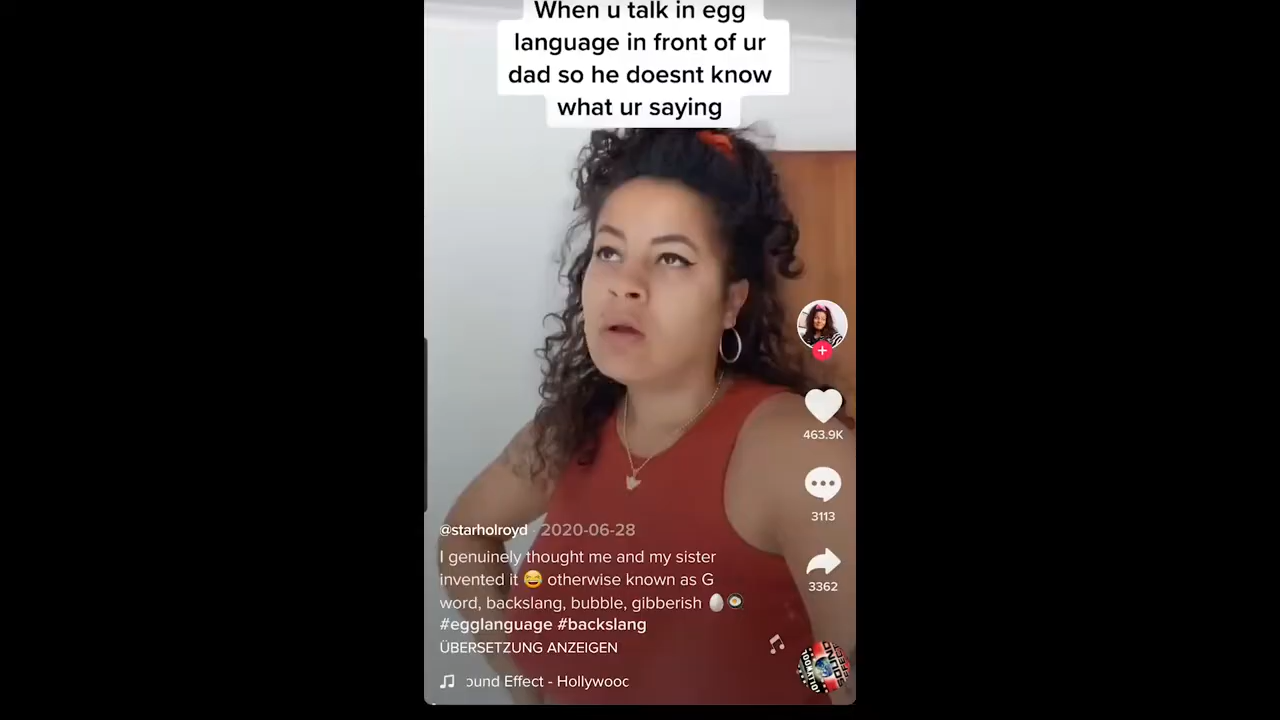 When u talk in egg
language in front of ur
dad so he doesnt know
what ur saying
463.9K
3113
3362
@starholroyd · 2020-06-28
I genuinely thought me and my sister
invented it 😂 otherwise known as G
word, backslang, bubble, gibberish 🥚🍳
#egglanguage #backslang
ÜBERSETZUNG ANZEIGEN
ound Effect - Hollywooc